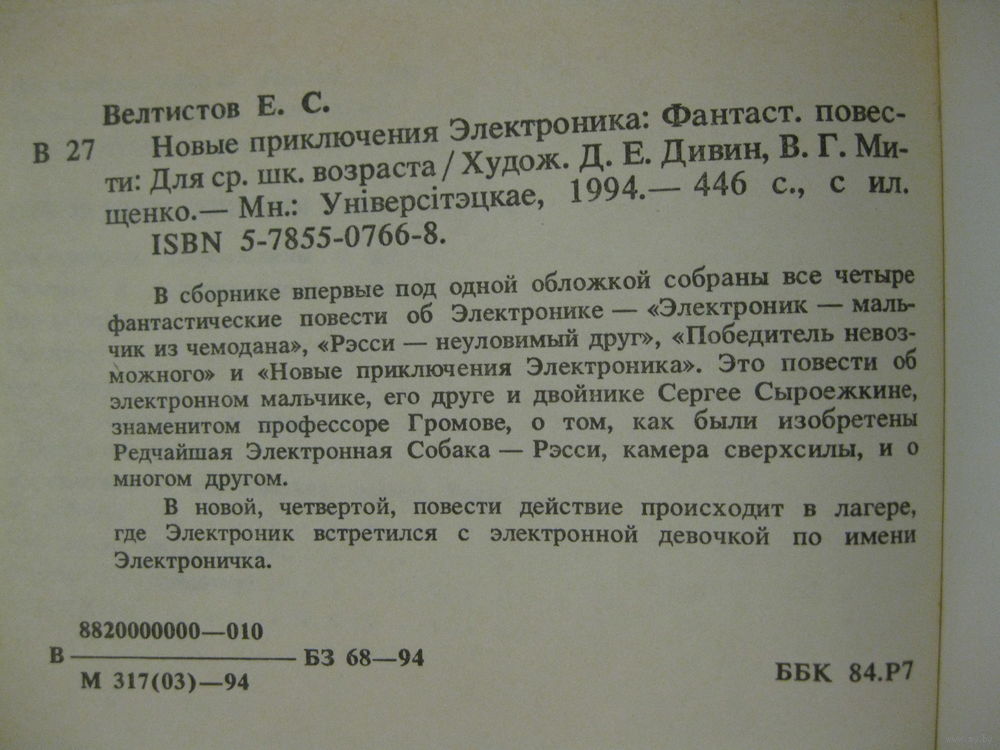 Велтистов Е. С.
В 27 Новые приключения Электроника: Фантаст. повес-
ти: Для ср. шк. возраста / Худож. Д. Е. Дивин, В. Г. Ми-
щенко.— Мн.: Універсітэцкае, 1994.— 446 с., с ил.
ISBN 5-7855-0766-8.
В сборнике впервые под одной обложкой собраны все четыре
фантастические повести об Электронике — «Электроник — маль-
чик из чемодана», «Рэсси — неуловимый друг», «Победитель невоз-
можного» и «Новые приключения Электроника». Это повести об
электронном мальчике, его друге и двойнике Сергее Сыроежкине,
знаменитом профессоре Громове, о том, как были изобретены
Редчайшая Электронная Собака — Рэсси, камера сверхсилы, и о
многом другом.
В новой, четвертой, повести действие происходит в лагере,
где Электроник встретился с электронной девочкой по имени
Электроничка.
8820000000—010
В ——— БЗ 68—94
М 317(03)—94
ББК 84.Р7